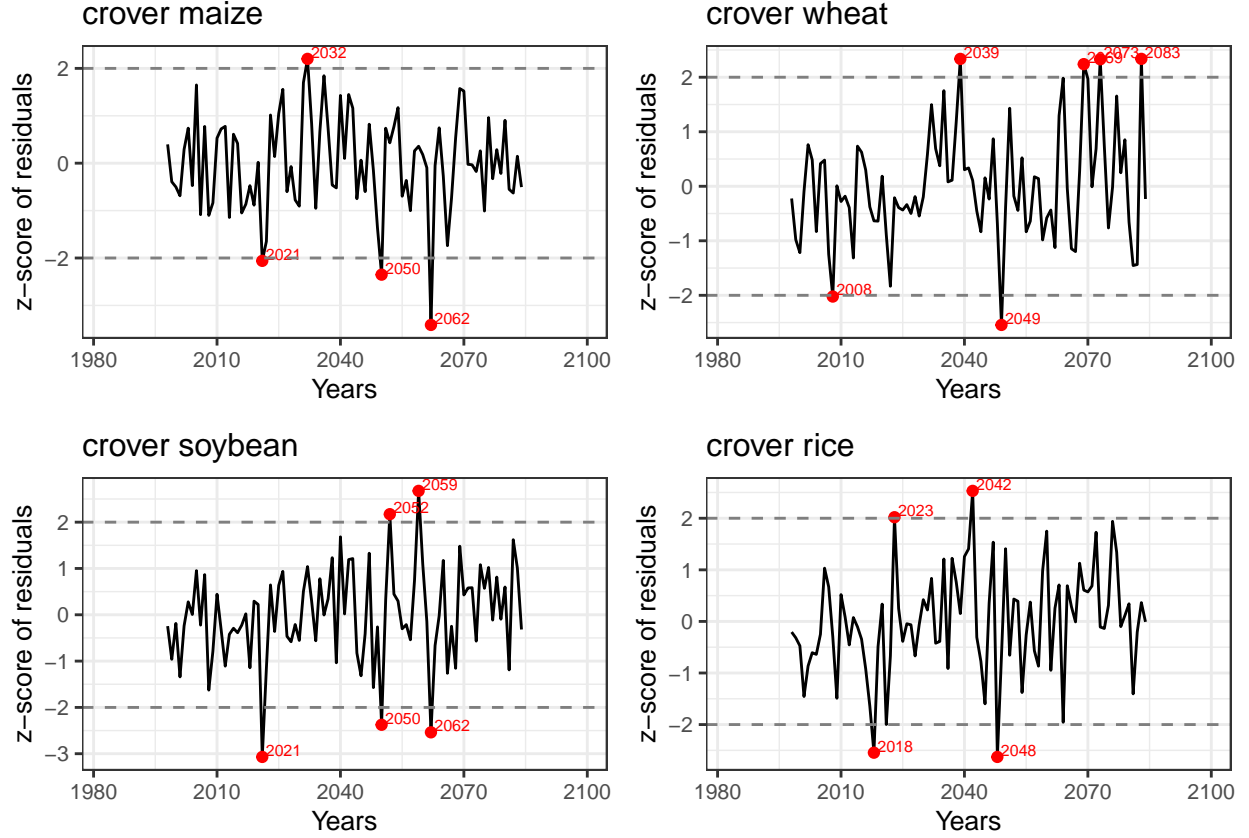 crover maize
z−score of residuals
2
0
−2
2032
2021
2050
2062
1980 2010 2040 2070 2100
Years
crover wheat
z−score of residuals
2
1
0
−1
−2
2039
2069
2073
2083
2008
2049
1980 2010 2040 2070 2100
Years
crover soybean
z−score of residuals
2
1
0
−1
−2
−3
2059
2052
2050
2062
2021
1980 2010 2040 2070 2100
Years
crover rice
z−score of residuals
2
1
0
−1
−2
2042
2023
2018
2048
1980 2010 2040 2070 2100
Years